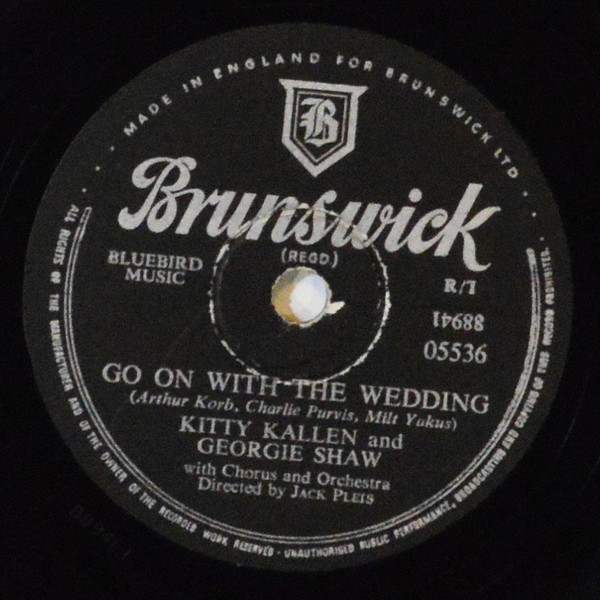 MADE IN ENGLAND FOR BRUNSWICK LTD
B
Brunswick
(REGD.)
BLUEBIRD
MUSIC
R/T
88941
05536
GO ON WITH THE WEDDING
(Arthur Korb, Charlie Purvis, Milt Yakus)
KITTY KALLEN and
GEORGIE SHAW
with Chorus and Orchestra
Directed by JACK PLEIS
ALL RIGHTS OF THE MANUFACTURER AND OF THE OWNER OF THE RECORDED WORK RESERVED · UNAUTHORISED PUBLIC PERFORMANCE, BROADCASTING AND COPYING OF THIS RECORD PROHIBITED.